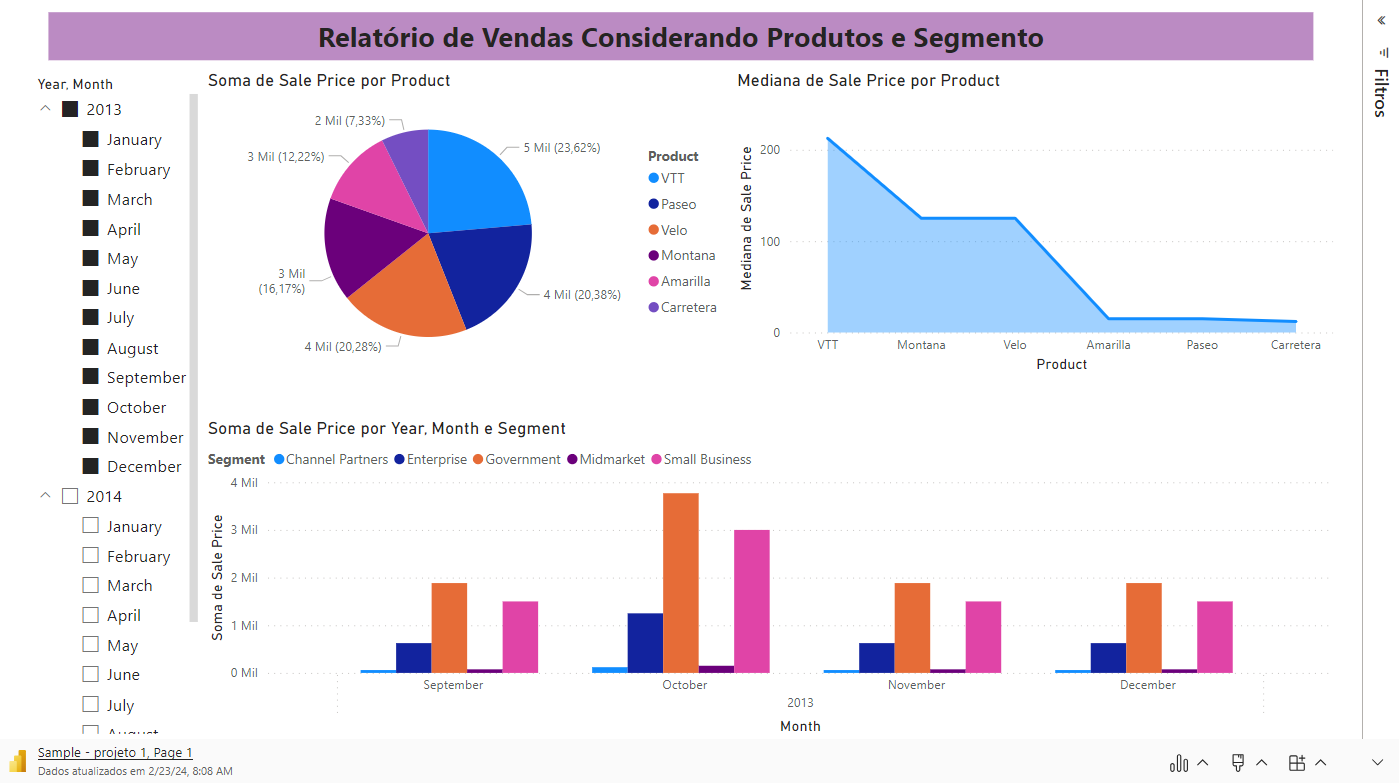 Relatório de Vendas Considerando Produtos e Segmento
Filtros
Year, Month
2013
January
February
March
April
May
June
July
August
September
October
November
December
2014
January
February
March
April
May
June
July
August
Soma de Sale Price por Product
2 Mil (7,33%)
5 Mil (23,62%)
3 Mil (12,22%)
3 Mil
(16,17%)
4 Mil (20,38%)
4 Mil (20,28%)
Product
VTT
Paseo
Velo
Montana
Amarilla
Carretera
Mediana de Sale Price por Product
Mediana de Sale Price
200
100
0
VTT Montana Velo Amarilla Paseo Carretera
Product
Soma de Sale Price por Year, Month e Segment
Segment Channel Partners Enterprise Government Midmarket Small Business
Soma de Sale Price
4 Mil
3 Mil
2 Mil
1 Mil
0 Mil
September October November December
2013
Month
Sample - projeto 1, Page 1
Dados atualizados em 2/23/24, 8:08 AM